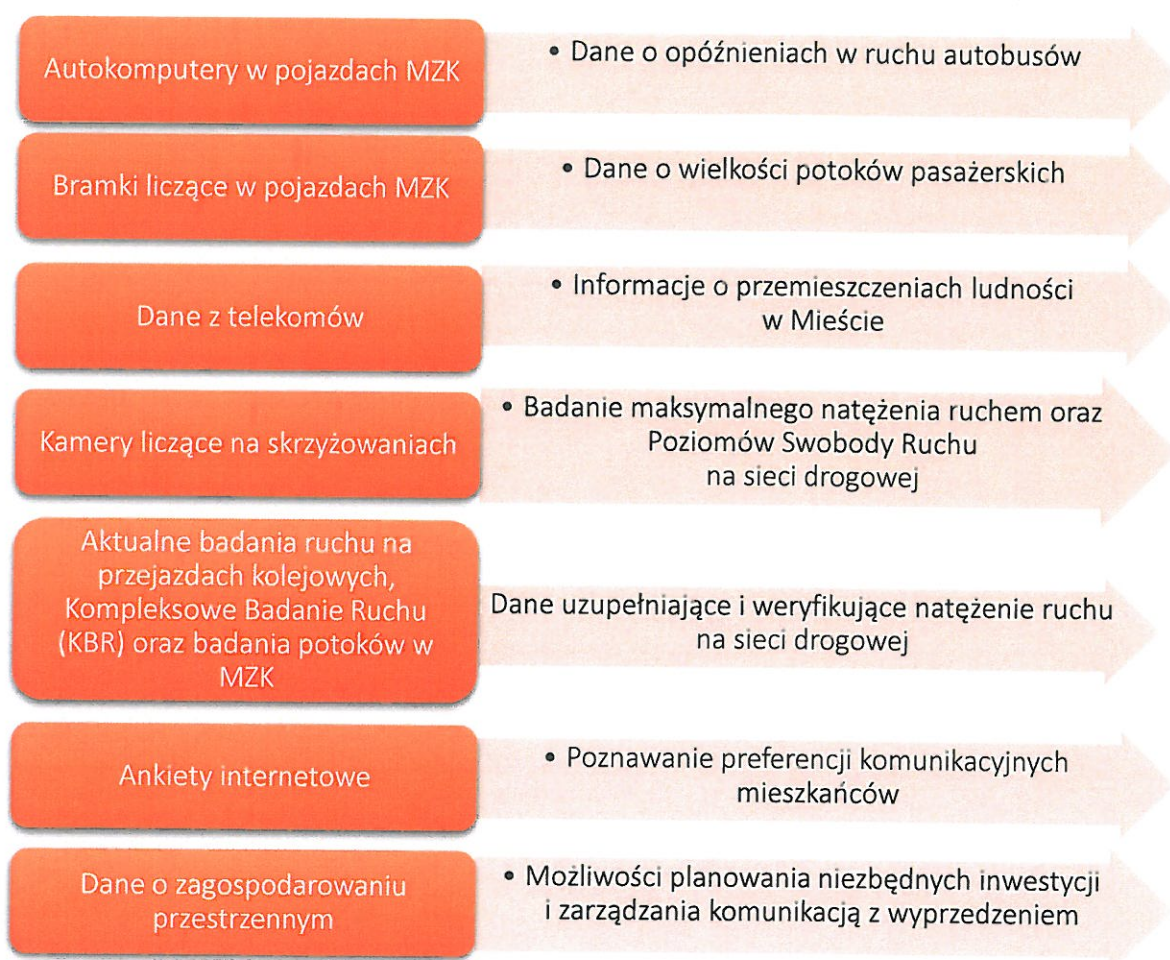 Autokomputery w pojazdach MZK
• Dane o opóźnieniach w ruchu autobusów
Bramki liczące w pojazdach MZK
• Dane o wielkości potoków pasażerskich
Dane z telekomów
• Informacje o przemieszczeniach ludności
w Mieście
Kamery liczące na skrzyżowaniach
• Badanie maksymalnego natężenia ruchem oraz
Poziomów Swobody Ruchu
na sieci drogowej
Aktualne badania ruchu na
przejazdach kolejowych,
Kompleksowe Badanie Ruchu
(KBR) oraz badania potoków w
MZK
Dane uzupełniające i weryfikujące natężenie ruchu
na sieci drogowej
Ankiety internetowe
• Poznawanie preferencji komunikacyjnych
mieszkańców
Dane o zagospodarowaniu
przestrzennym
• Możliwości planowania niezbędnych inwestycji
i zarządzania komunikacją z wyprzedzeniem